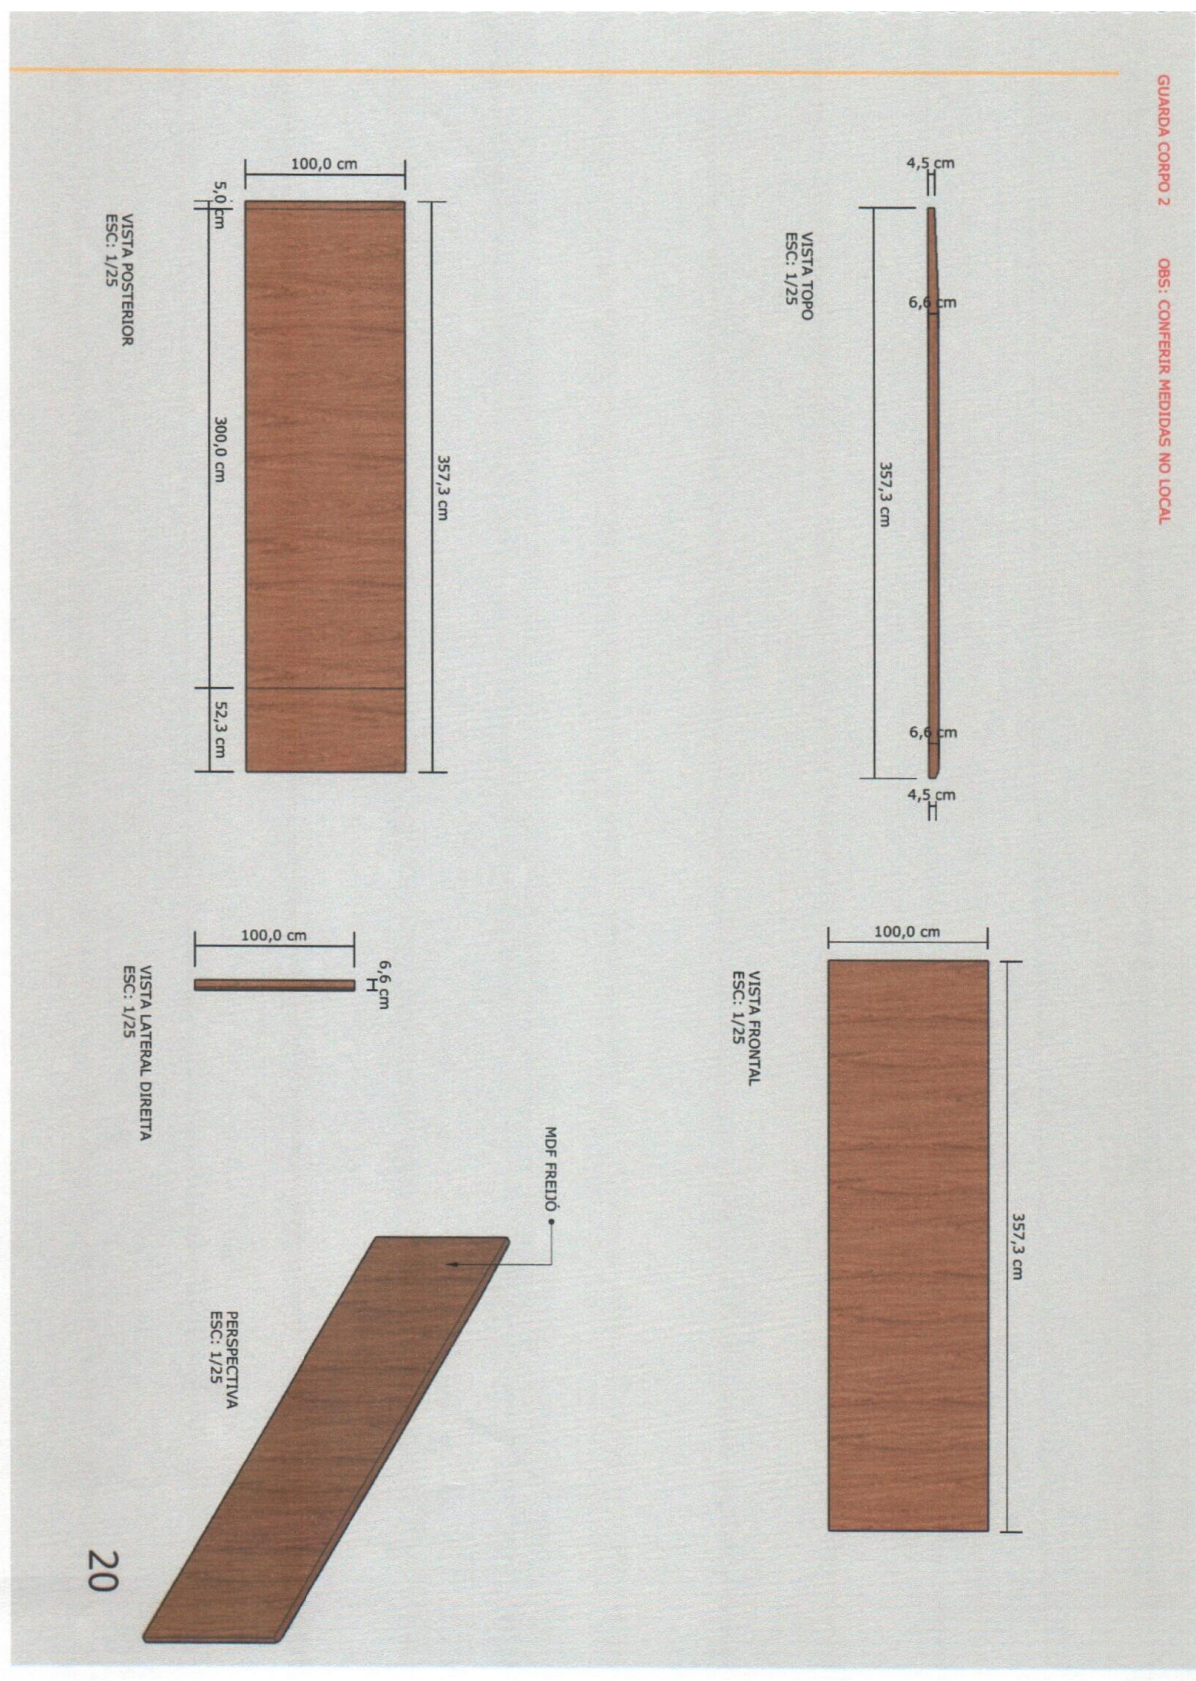 GUARDA CORPO 2 OBS: CONFERIR MEDIDAS NO LOCAL
4,5 cm
6,6 cm
6,6 cm
4,5 cm
357,3 cm
VISTA TOPO
ESC: 1/25
100,0 cm
357,3 cm
VISTA FRONTAL
ESC: 1/25
357,3 cm
100,0 cm
5,0 cm
300,0 cm
52,3 cm
VISTA POSTERIOR
ESC: 1/25
100,0 cm
6,6 cm
VISTA LATERAL DIREITA
ESC: 1/25
MDF FREIJÓ
PERSPECTIVA
ESC: 1/25
20